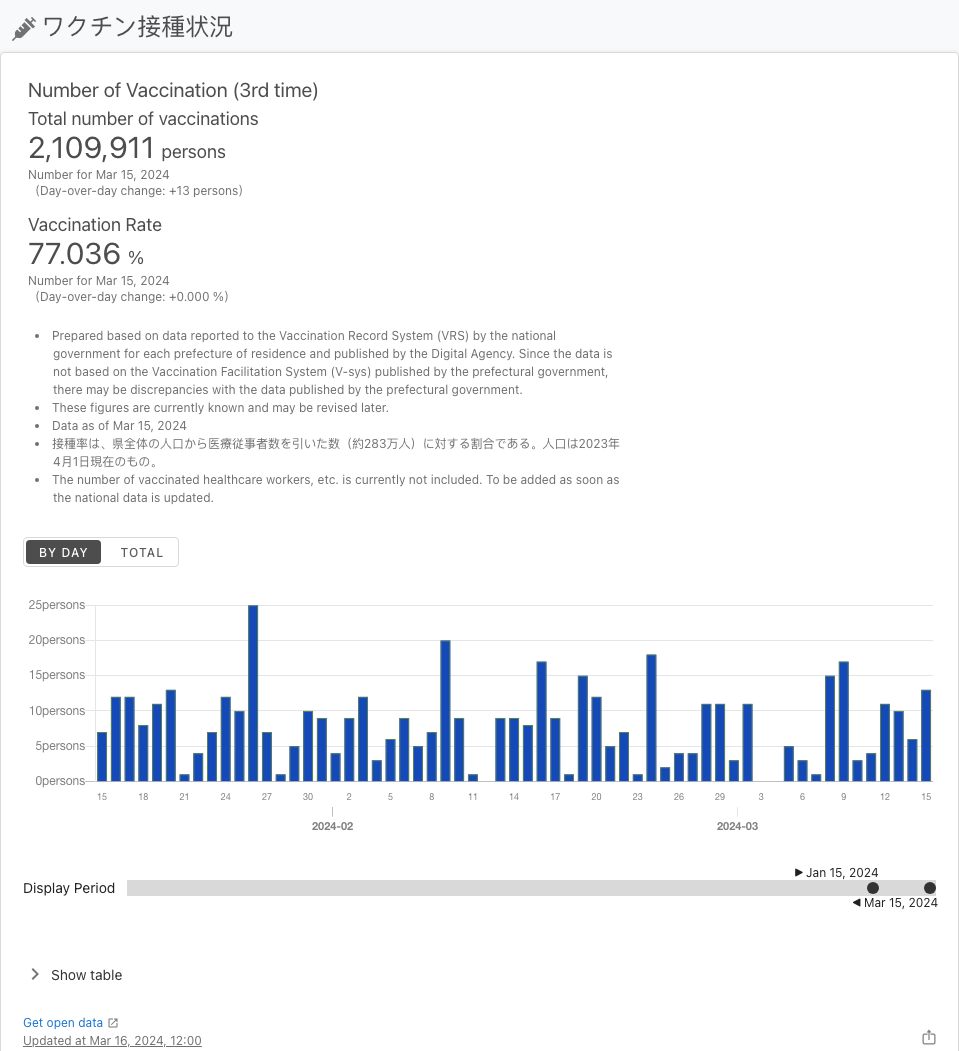 ワクチン接種状況
Number of Vaccination (3rd time)
Total number of vaccinations
2,109,911 persons
Number for Mar 15, 2024
(Day-over-day change: +13 persons)
Vaccination Rate
77.036 %
Number for Mar 15, 2024
(Day-over-day change: +0.000 %)
• Prepared based on data reported to the Vaccination Record System (VRS) by the national
government for each prefecture of residence and published by the Digital Agency. Since the data is
not based on the Vaccination Facilitation System (V-sys) published by the prefectural government,
there may be discrepancies with the data published by the prefectural government.
• These figures are currently known and may be revised later.
• Data as of Mar 15, 2024
• 接種率は、県全体の人口から医療従事者数を引いた数（約283万人）に対する割合である。人口は2023年
4月1日現在のもの。
• The number of vaccinated healthcare workers, etc. is currently not included. To be added as soon as
the national data is updated.
BY DAY TOTAL
25persons
20persons
15persons
10persons
5persons
0persons
15 18 21 24 27 30 2 5 8 11 14 17 20 23 26 29 3 6 9 12 15
2024-02 2024-03
▶ Jan 15, 2024
Display Period
◀ Mar 15, 2024
Show table
Get open data
Updated at Mar 16, 2024, 12:00